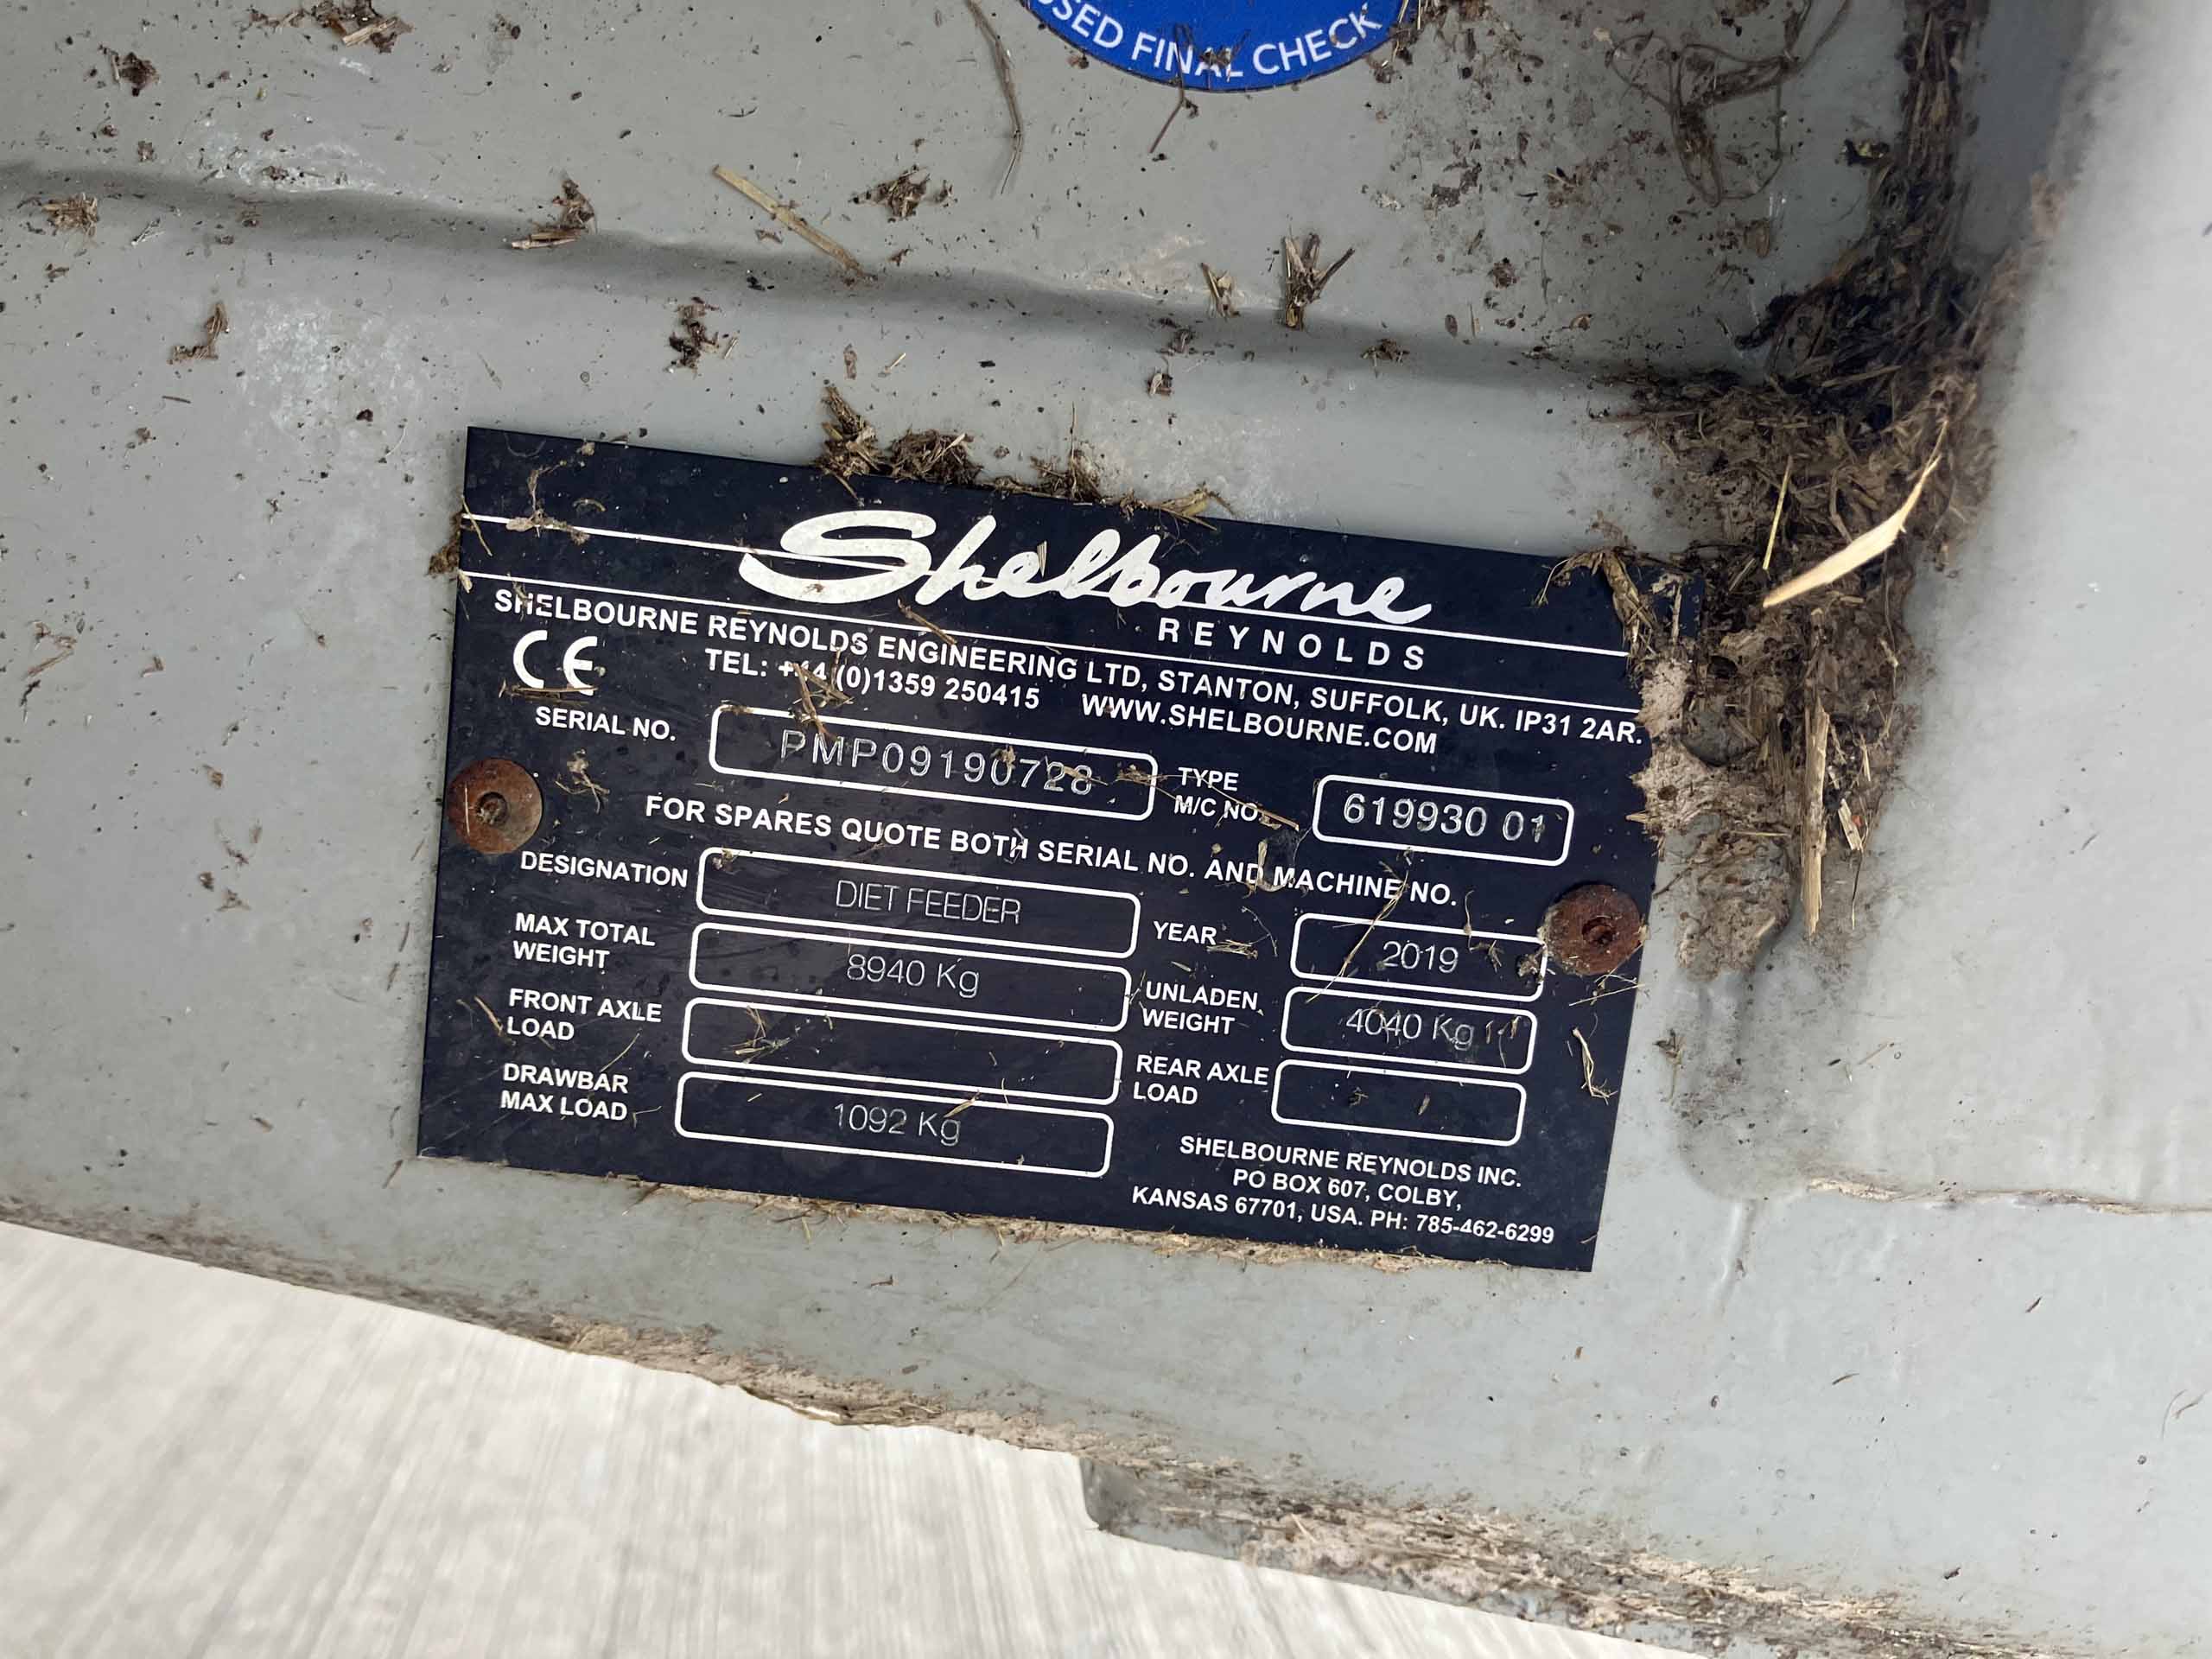 USED FINAL CHECK
Shelbourne
REYNOLDS
SHELBOURNE REYNOLDS ENGINEERING LTD, STANTON, SUFFOLK, UK. IP31 2AR.
CE TEL: +44 (0)1359 250415 WWW.SHELBOURNE.COM
SERIAL NO. PMP09190728 TYPE M/C NO. 619930 01
FOR SPARES QUOTE BOTH SERIAL NO. AND MACHINE NO.
DESIGNATION DIET FEEDER YEAR 2019
MAX TOTAL WEIGHT 8940 Kg UNLADEN WEIGHT 4040 Kg
FRONT AXLE LOAD REAR AXLE LOAD
DRAWBAR MAX LOAD 1092 Kg
SHELBOURNE REYNOLDS INC.
PO BOX 607, COLBY,
KANSAS 67701, USA. PH: 785-462-6299